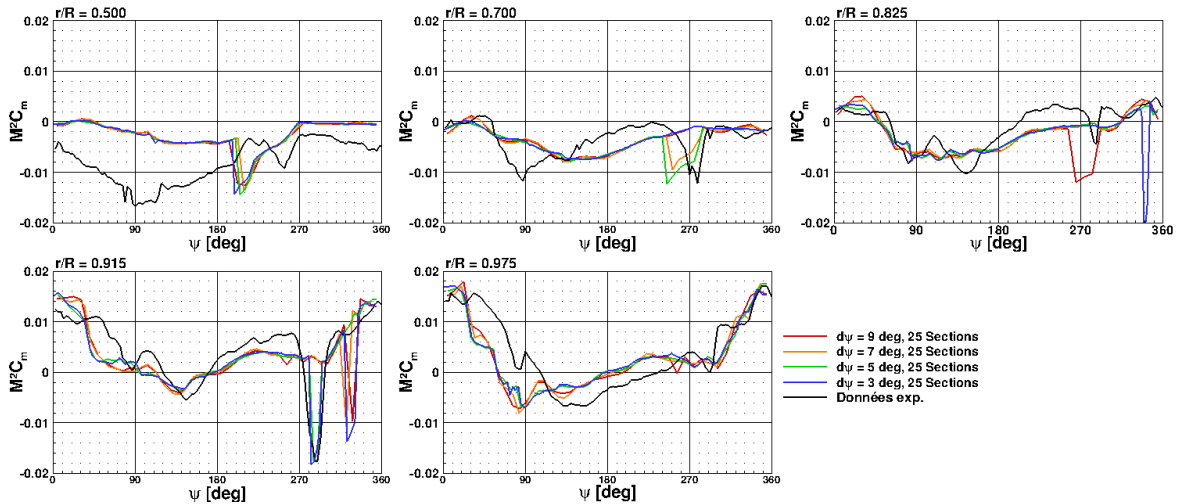 r/R = 0.500
r/R = 0.700
r/R = 0.825
0.02
0.01
0
-0.01
-0.02
M²Cₘ
0
90
180
270
360
ψ [deg]
0.02
0.01
0
-0.01
-0.02
M²Cₘ
0
90
180
270
360
ψ [deg]
0.02
0.01
0
-0.01
-0.02
M²Cₘ
0
90
180
270
360
ψ [deg]
r/R = 0.915
r/R = 0.975
0.02
0.01
0
-0.01
-0.02
M²Cₘ
0
90
180
270
360
ψ [deg]
0.02
0.01
0
-0.01
-0.02
M²Cₘ
0
90
180
270
360
ψ [deg]
dψ = 9 deg, 25 Sections
dψ = 7 deg, 25 Sections
dψ = 5 deg, 25 Sections
dψ = 3 deg, 25 Sections
Données exp.